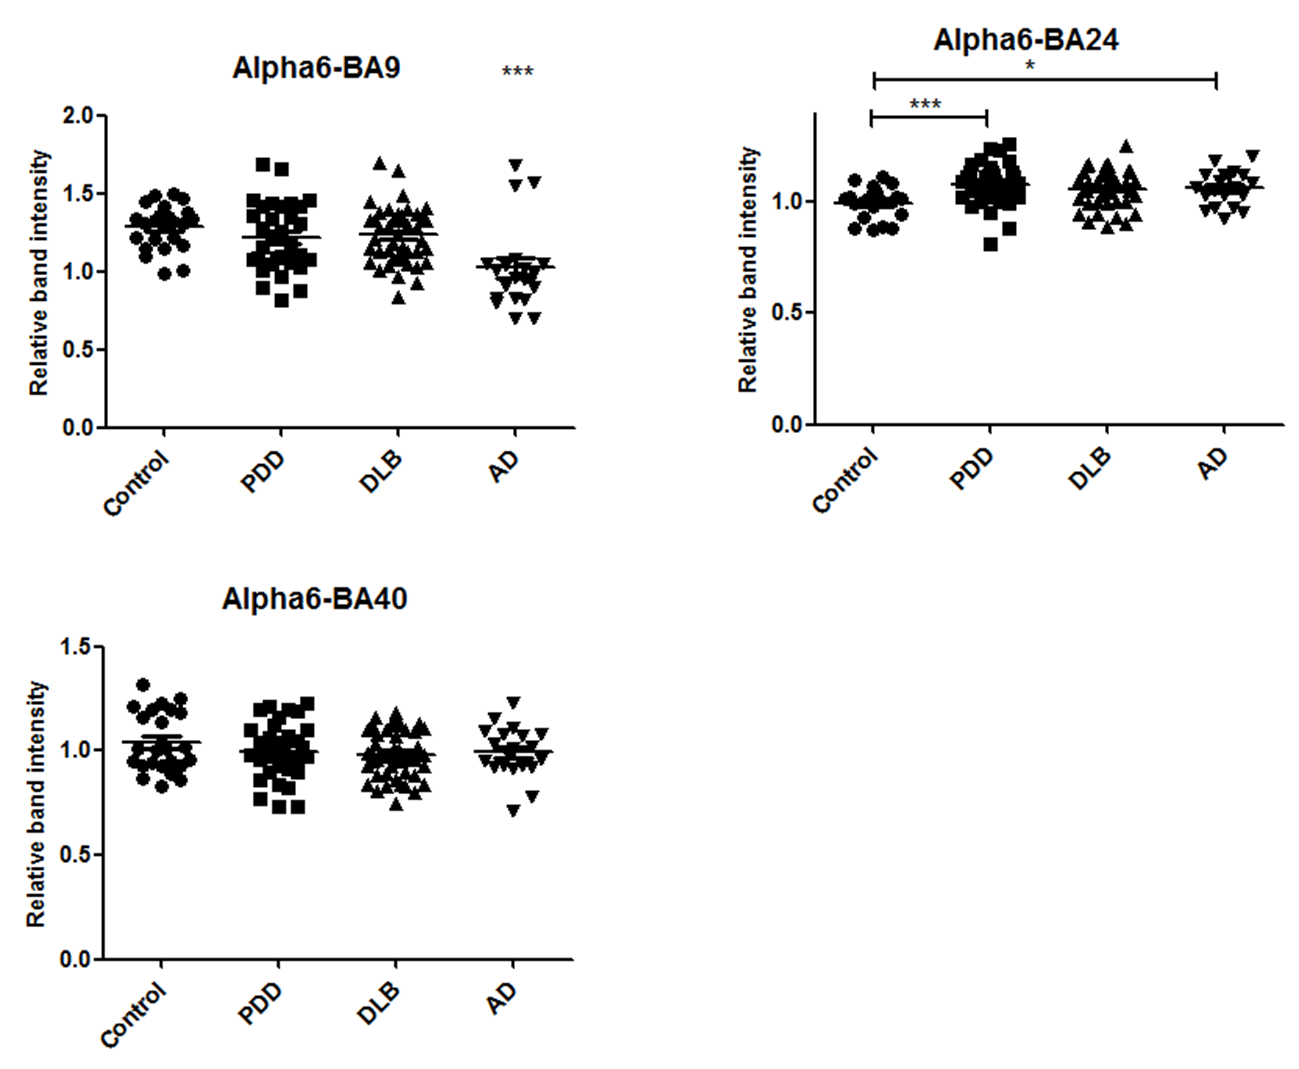 Alpha6-BA9
***
Relative band intensity
2.0
1.5
1.0
0.5
0.0
Control
PDD
DLB
AD
Alpha6-BA24
*
***
Relative band intensity
1.0
0.5
0.0
Control
PDD
DLB
AD
Alpha6-BA40
Relative band intensity
1.5
1.0
0.5
0.0
Control
PDD
DLB
AD